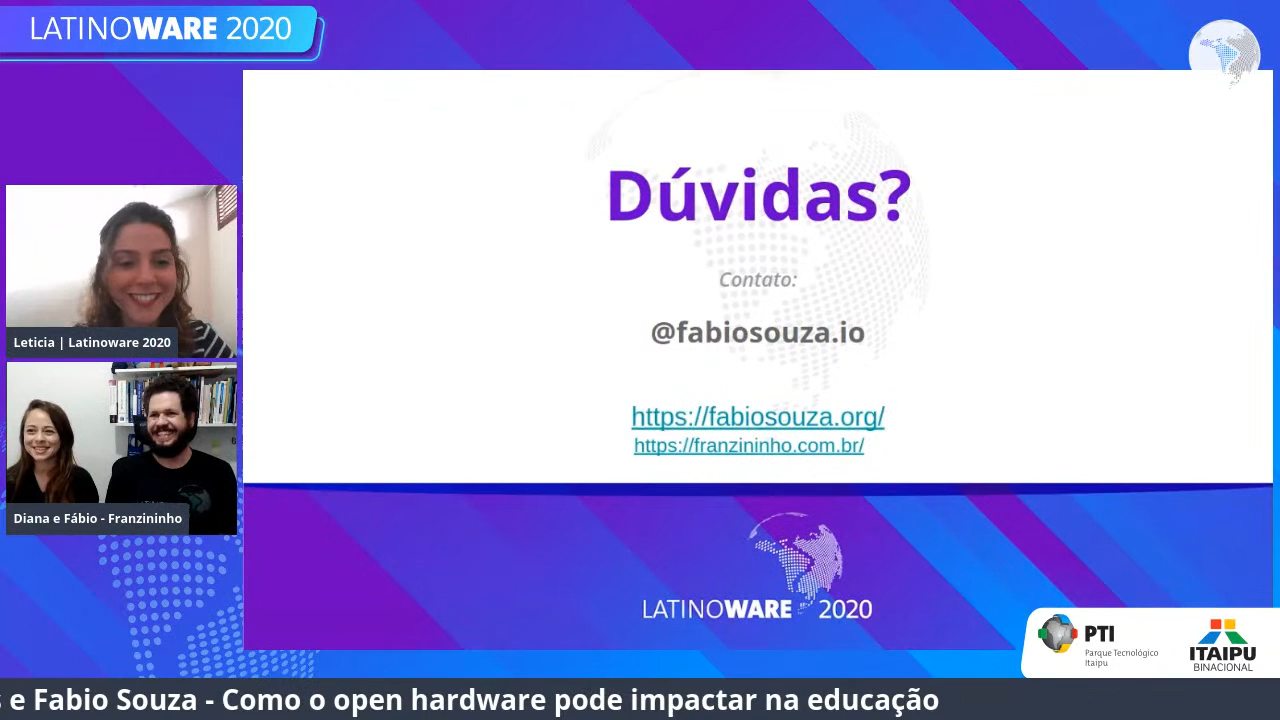 LATINOWARE 2020
Dúvidas?
Contato:
@fabiosouza.io
https://fabiosouza.org/
https://franzininho.com.br/
Leticia | Latinoware 2020
Diana e Fábio - Franzininho
LATINOWARE 2020
PTI
Parque Tecnológico
Itaipu
ITAIPU
BINACIONAL
e Fabio Souza - Como o open hardware pode impactar na educação